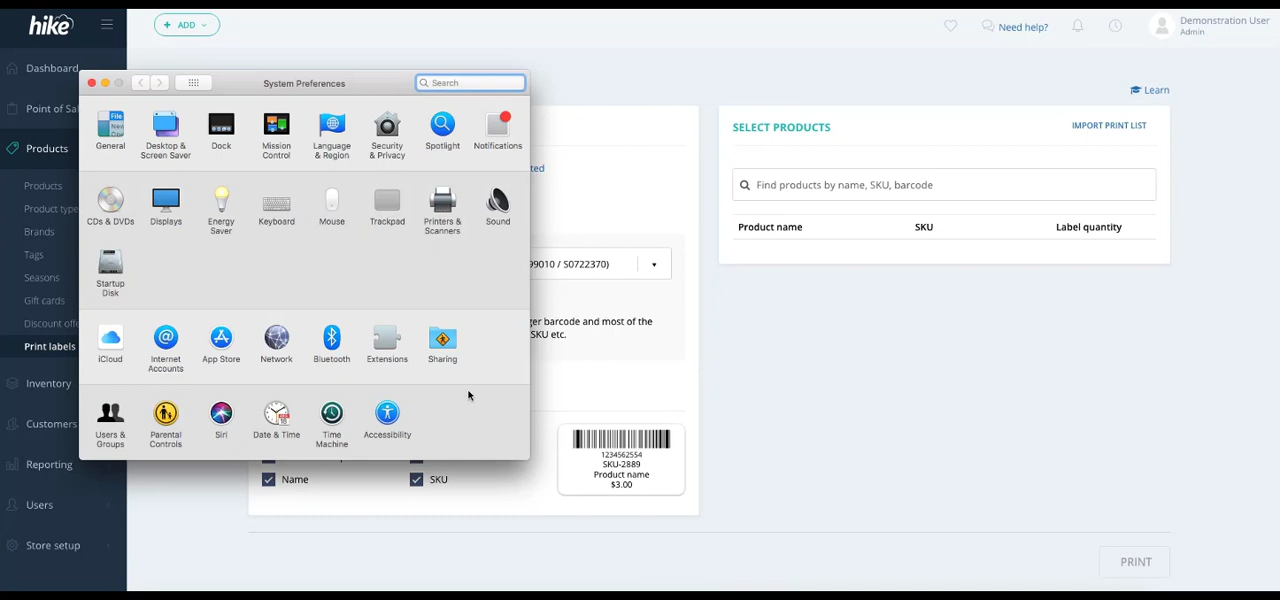 hike
ADD
Need help?
Demonstration User
Admin
Dashboard
Point of Sal
Products
Products
Product type
Brands
Tags
Seasons
Gift cards
Discount offe
Print labels
Inventory
Customers
Reporting
Users
Store setup
System Preferences
Search
General
Desktop &
Screen Saver
Dock
Mission
Control
Language
& Region
Security
& Privacy
Spotlight
Notifications
CDs & DVDs
Displays
Energy
Saver
Keyboard
Mouse
Trackpad
Printers &
Scanners
Sound
Startup
Disk
iCloud
Internet
Accounts
App Store
Network
Bluetooth
Extensions
Sharing
Users &
Groups
Parental
Controls
Siri
Date & Time
Time
Machine
Accessibility
ted
99010 / S0722370)
ger barcode and most of the
SKU etc.
Name
SKU
1234562554
SKU-2889
Product name
$3.00
Learn
SELECT PRODUCTS
IMPORT PRINT LIST
Find products by name, SKU, barcode
Product name SKU Label quantity
PRINT